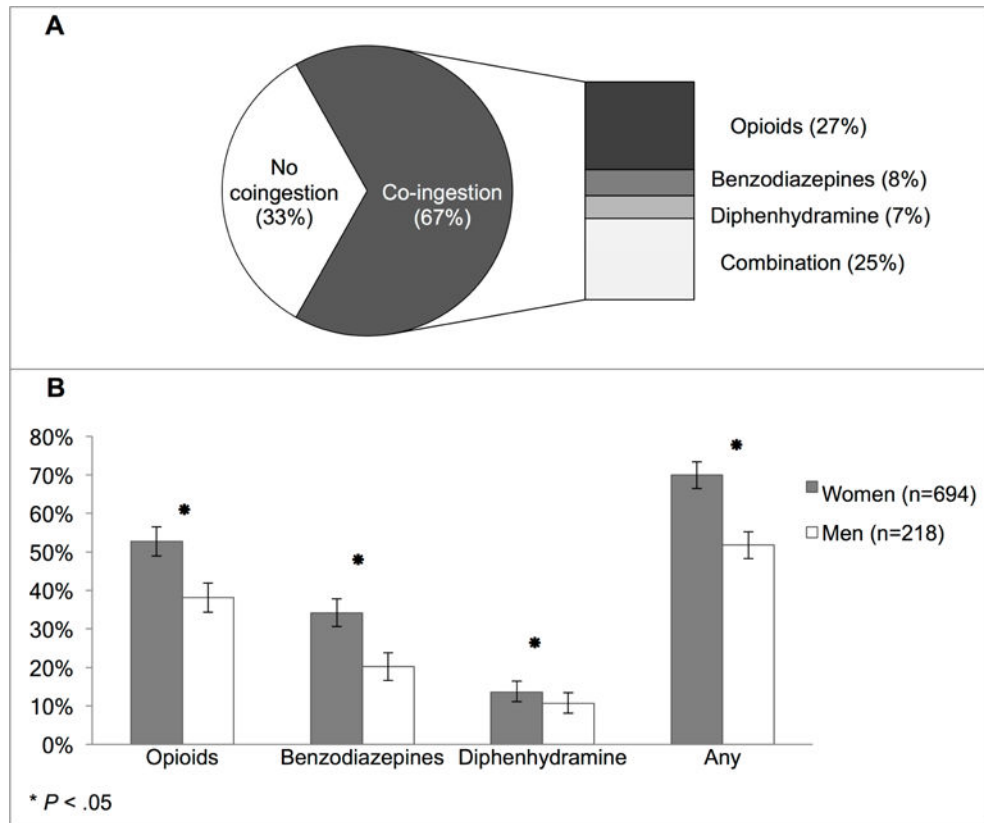 A
No
coingestion
(33%)
Co-ingestion
(67%)
Opioids (27%)
Benzodiazepines (8%)
Diphenhydramine (7%)
Combination (25%)
B
80%
70%
60%
50%
40%
30%
20%
10%
0%
*
*
*
*
Women (n=694)
Men (n=218)
Opioids
Benzodiazepines
Diphenhydramine
Any
* P < .05